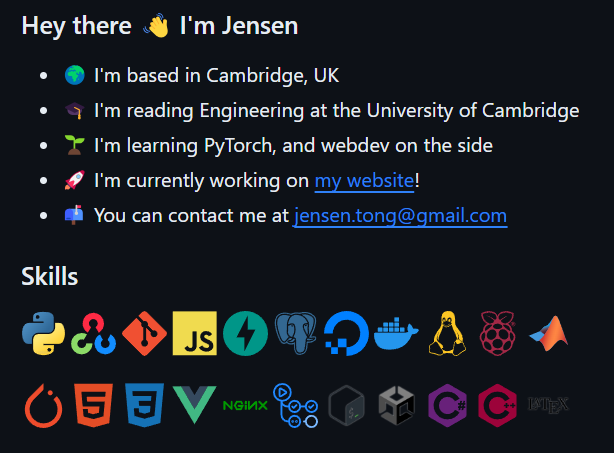 Hey there 👋 I'm Jensen
🌍 I'm based in Cambridge, UK
🎓 I'm reading Engineering at the University of Cambridge
🌱 I'm learning PyTorch, and webdev on the side
🚀 I'm currently working on my website!
📫 You can contact me at jensen.tong@gmail.com
Skills
JS
5 3 NGINX C# C++ LATEX